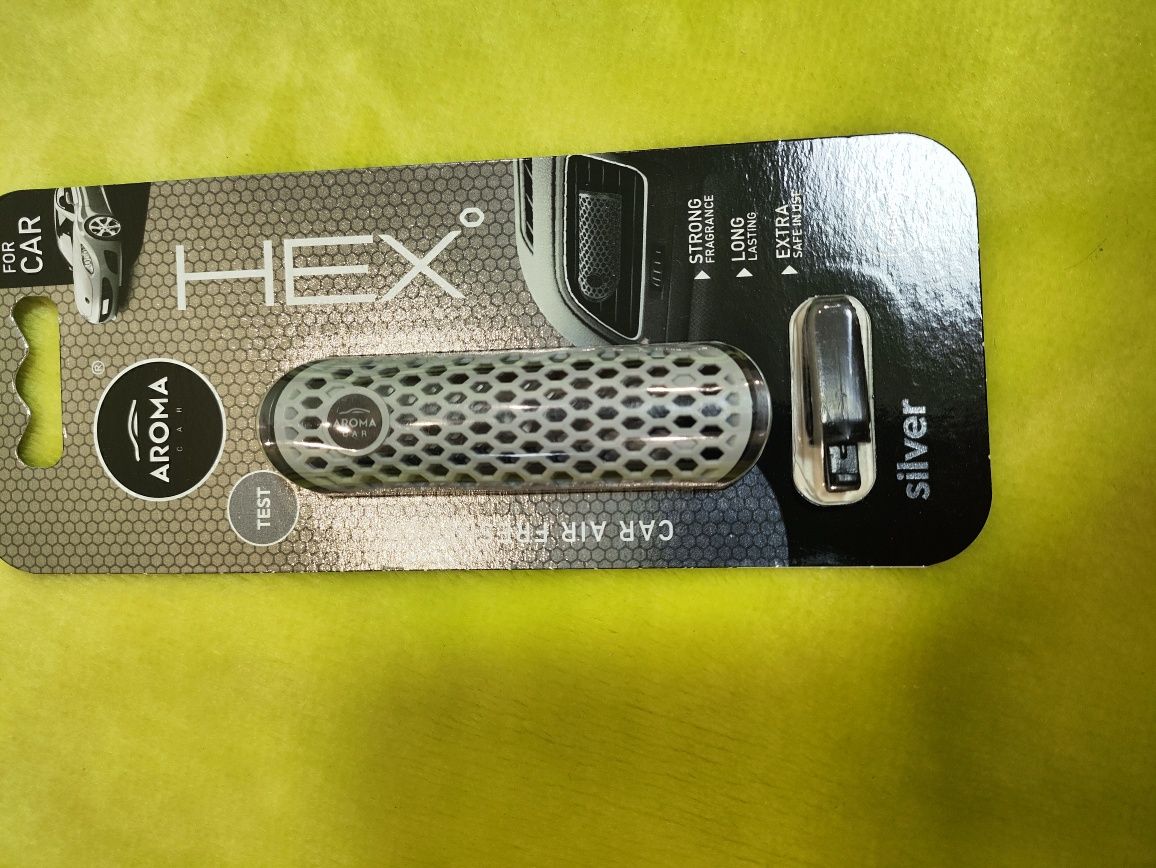 FOR
CAR
®
AROMA
CAR
HEX°
TEST
AROMA
CAR
CAR AIR FRES
STRONG
FRAGRANCE
LONG
LASTING
EXTRA
SAFE IN USE
silver